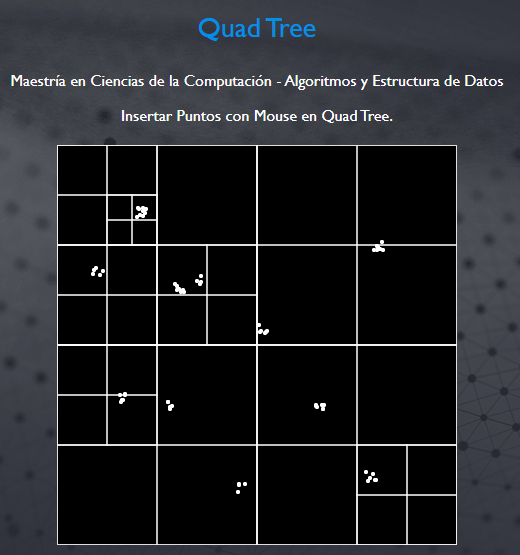 Quad Tree
Maestría en Ciencias de la Computación - Algoritmos y Estructura de Datos
Insertar Puntos con Mouse en Quad Tree.